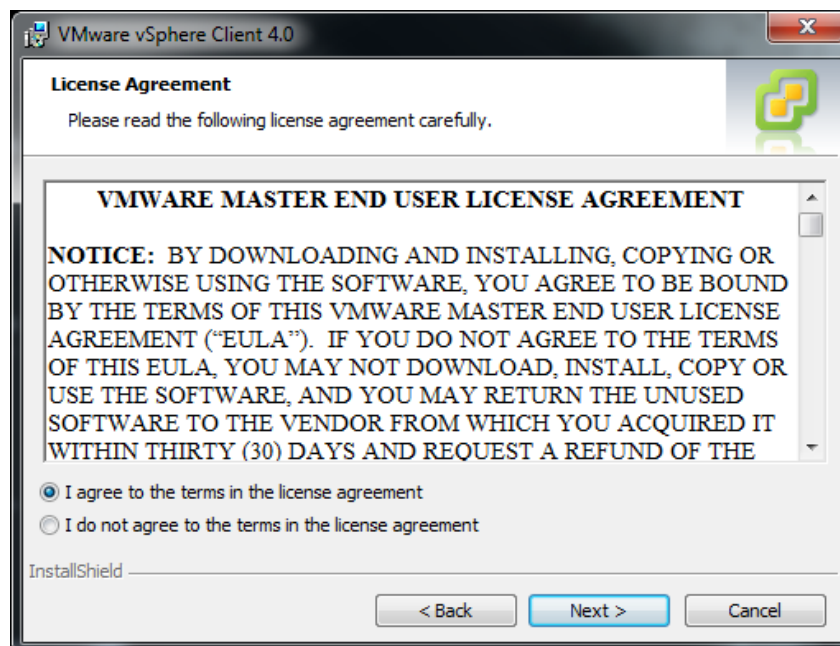 VMware vSphere Client 4.0
License Agreement
Please read the following license agreement carefully.
VMWARE MASTER END USER LICENSE AGREEMENT
NOTICE: BY DOWNLOADING AND INSTALLING, COPYING OR
OTHERWISE USING THE SOFTWARE, YOU AGREE TO BE BOUND
BY THE TERMS OF THIS VMWARE MASTER END USER LICENSE
AGREEMENT (“EULA”). IF YOU DO NOT AGREE TO THE TERMS
OF THIS EULA, YOU MAY NOT DOWNLOAD, INSTALL, COPY OR
USE THE SOFTWARE, AND YOU MAY RETURN THE UNUSED
SOFTWARE TO THE VENDOR FROM WHICH YOU ACQUIRED IT
WITHIN THIRTY (30) DAYS AND REQUEST A REFUND OF THE
I agree to the terms in the license agreement
I do not agree to the terms in the license agreement
InstallShield
< Back Next > Cancel